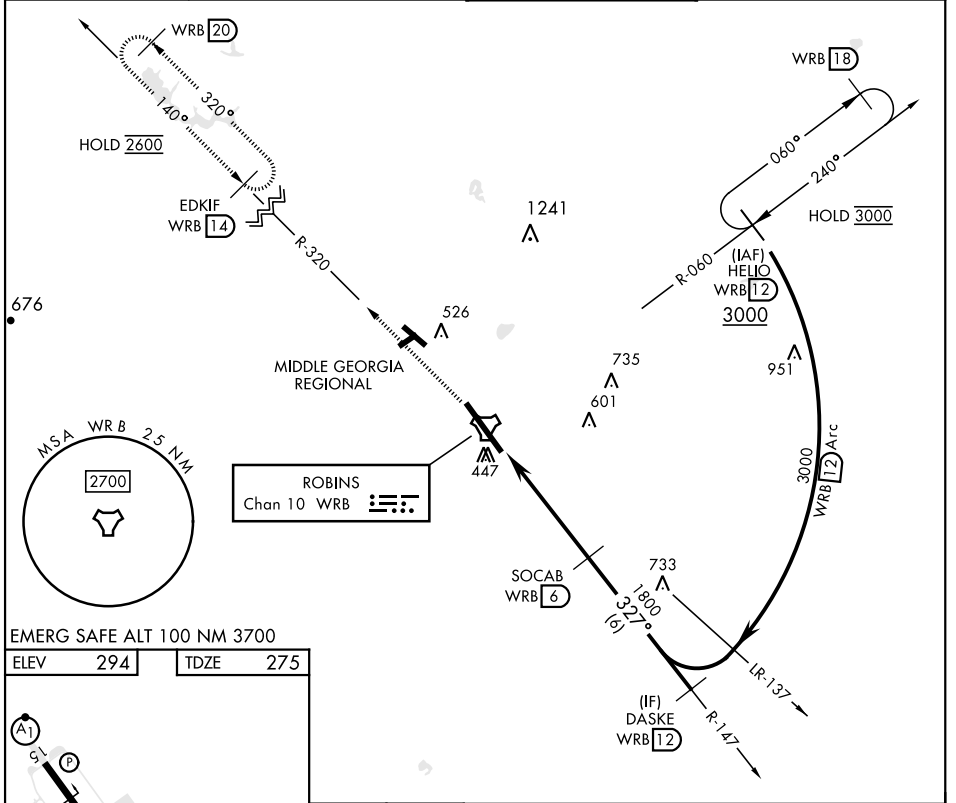 WRB 20
WRB 18
140°
320°
HOLD 2600
060°
240°
HOLD 3000
EDKIF
WRB 14
R-320
1241
R-060
(IAF)
HELIO
WRB 12
3000
676
526
MIDDLE GEORGIA
REGIONAL
735
951
601
MSA WRB 25 NM
2700
447
ROBINS
Chan 10 WRB
3000
WRB 12 Arc
SOCAB
WRB 6
733
1800
327°
(6)
LR-137
(IF)
DASKE
WRB 12
R-147
EMERG SAFE ALT 100 NM 3700
ELEV 294 TDZE 275
A1
15
P